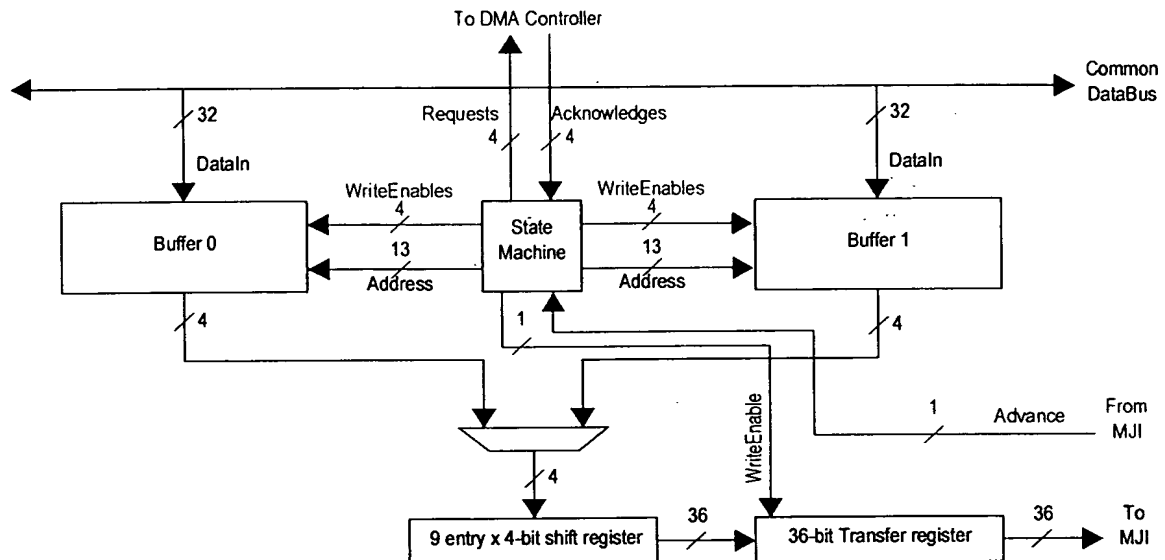 To DMA Controller
Common
DataBus
32
Requests
4
Acknowledges
4
32
DataIn
DataIn
WriteEnables
4
WriteEnables
4
Buffer 0
State
Machine
Buffer 1
13
Address
13
Address
4
1
4
WriteEnable
1
Advance
From
MJI
4
9 entry x 4-bit shift register
36
36-bit Transfer register
36
To
MJI